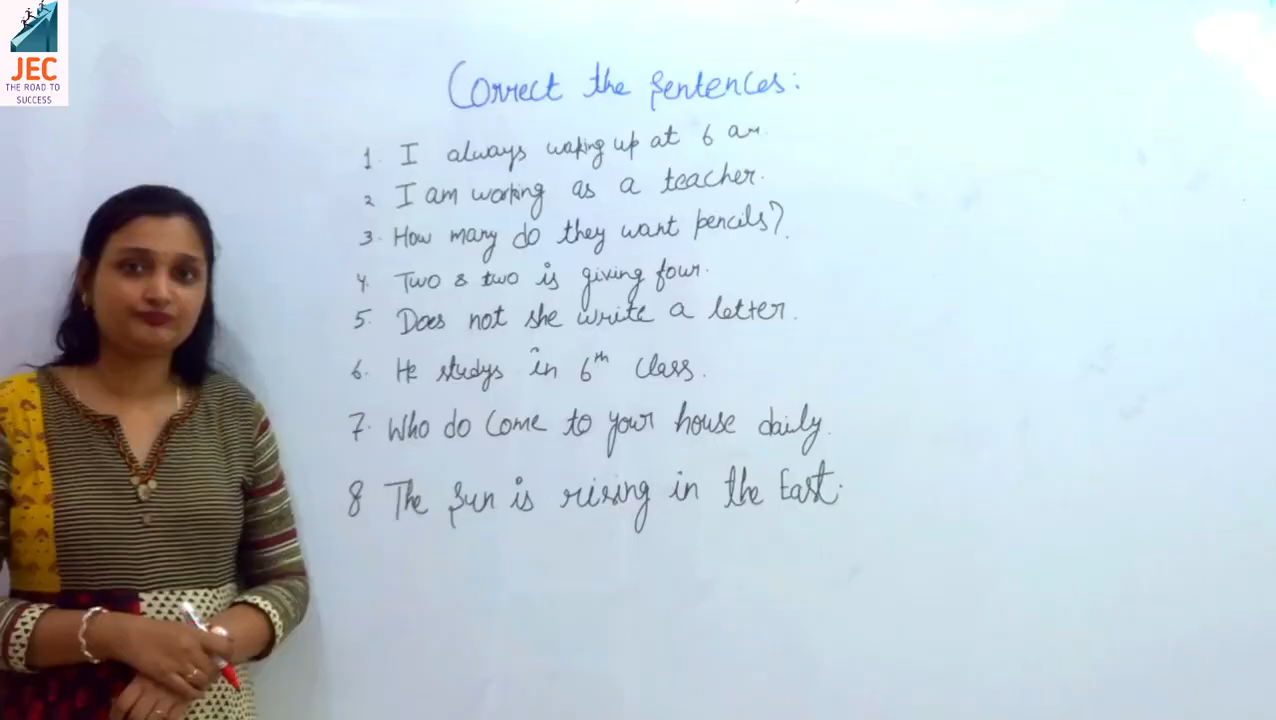 JEC
THE ROAD TO
SUCCESS
Correct the Sentences:
1. I always waking up at 6 am.
2. I am working as a teacher.
3. How many do they want pencils?
4. Two & two is giving four.
5. Does not she write a letter.
6. He studys in 6th class.
7. Who do come to your house daily.
8 The Sun is rising in the East.